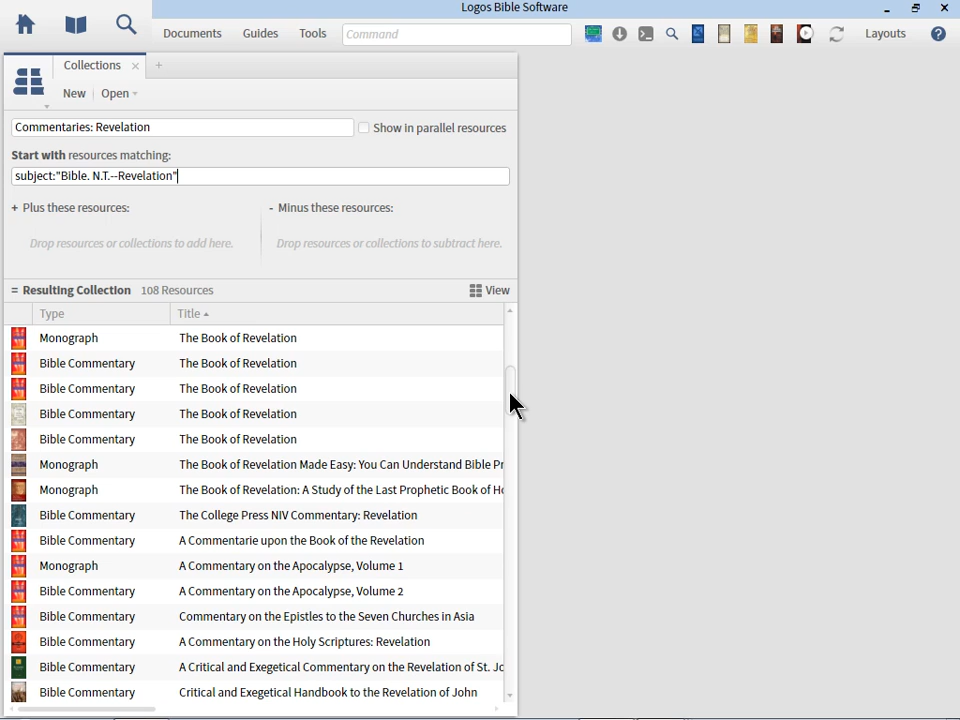 Logos Bible Software
Documents Guides Tools Command Layouts ?
Collections × +
New Open
Commentaries: Revelation Show in parallel resources
Start with resources matching:
subject:"Bible. N.T.--Revelation"
+ Plus these resources: - Minus these resources:
Drop resources or collections to add here. Drop resources or collections to subtract here.
= Resulting Collection 108 Resources View
Type Title
Monograph The Book of Revelation
Bible Commentary The Book of Revelation
Bible Commentary The Book of Revelation
Bible Commentary The Book of Revelation
Bible Commentary The Book of Revelation
Monograph The Book of Revelation Made Easy: You Can Understand Bible Pr
Monograph The Book of Revelation: A Study of the Last Prophetic Book of Ho
Bible Commentary The College Press NIV Commentary: Revelation
Bible Commentary A Commentarie upon the Book of the Revelation
Monograph A Commentary on the Apocalypse, Volume 1
Bible Commentary A Commentary on the Apocalypse, Volume 2
Bible Commentary Commentary on the Epistles to the Seven Churches in Asia
Bible Commentary A Commentary on the Holy Scriptures: Revelation
Bible Commentary A Critical and Exegetical Commentary on the Revelation of St. Jo
Bible Commentary Critical and Exegetical Handbook to the Revelation of John